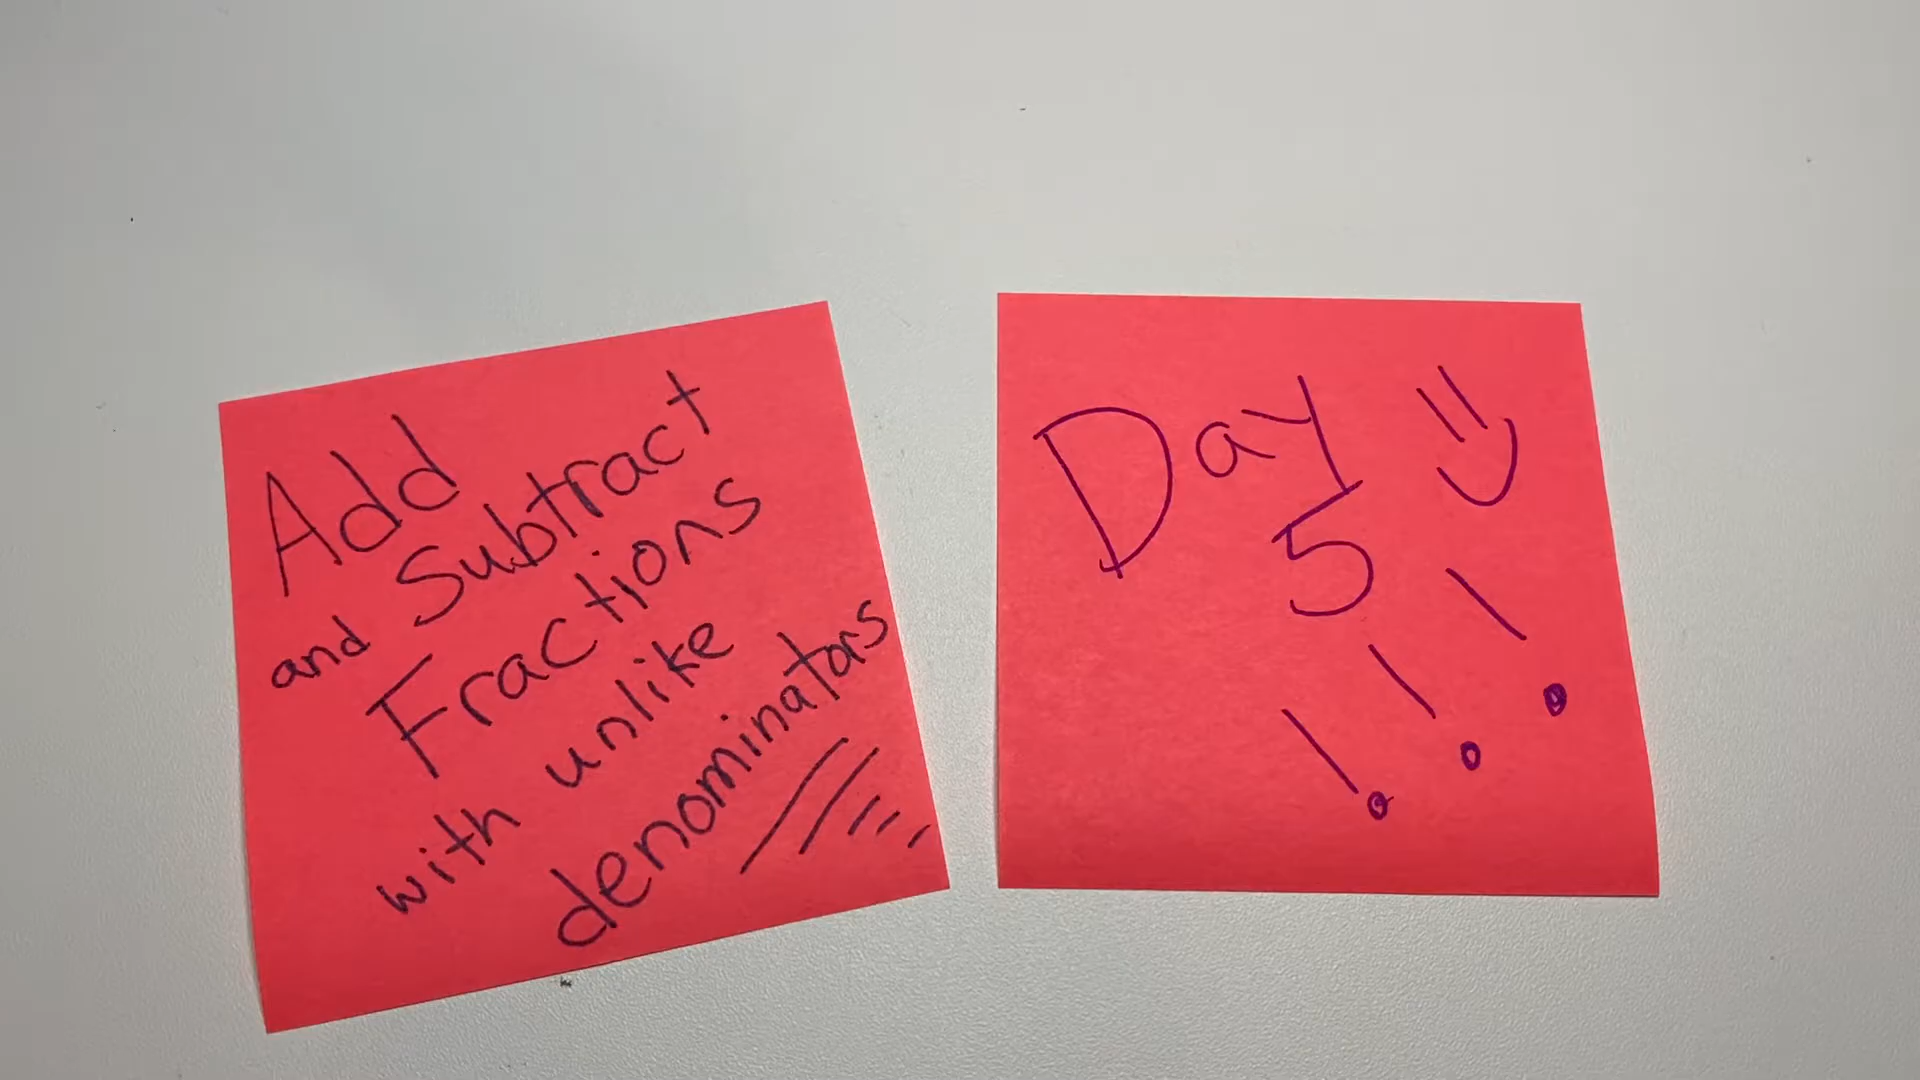 Add
and Subtract
Fractions
with unlike
denominators
Day
5
!!!